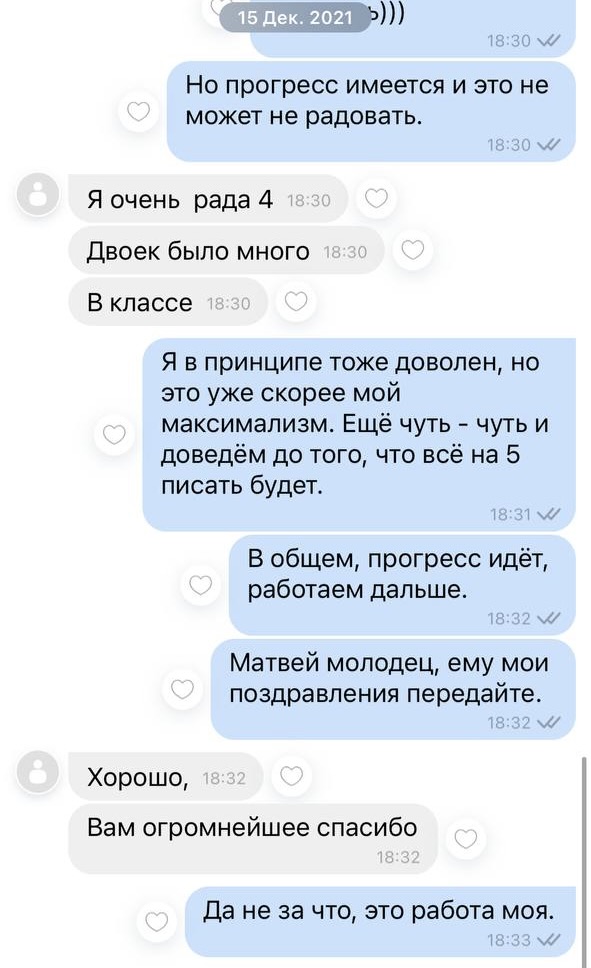 15 Дек. 2021
ь)))
18:30
Но прогресс имеется и это не
может не радовать.
18:30
Я очень рада 4 18:30
Двоек было много 18:30
В классе 18:30
Я в принципе тоже доволен, но
это уже скорее мой
максимализм. Ещё чуть - чуть и
доведём до того, что всё на 5
писать будет.
18:31
В общем, прогресс идёт,
работаем дальше.
18:32
Матвей молодец, ему мои
поздравления передайте.
18:32
Хорошо, 18:32
Вам огромнейшее спасибо
18:32
Да не за что, это работа моя.
18:33